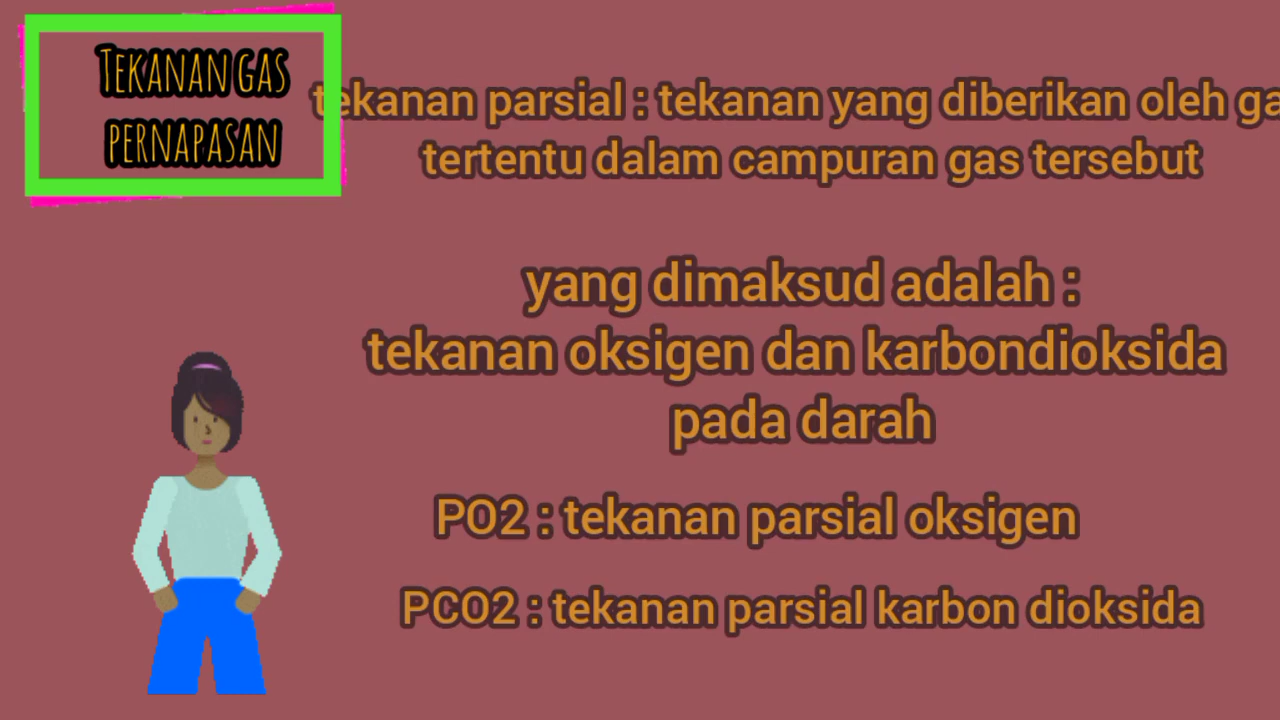 Tekanan gas
pernapasan
tekanan parsial : tekanan yang diberikan oleh ga
tertentu dalam campuran gas tersebut
yang dimaksud adalah :
tekanan oksigen dan karbondioksida
pada darah
PO2 : tekanan parsial oksigen
PCO2 : tekanan parsial karbon dioksida